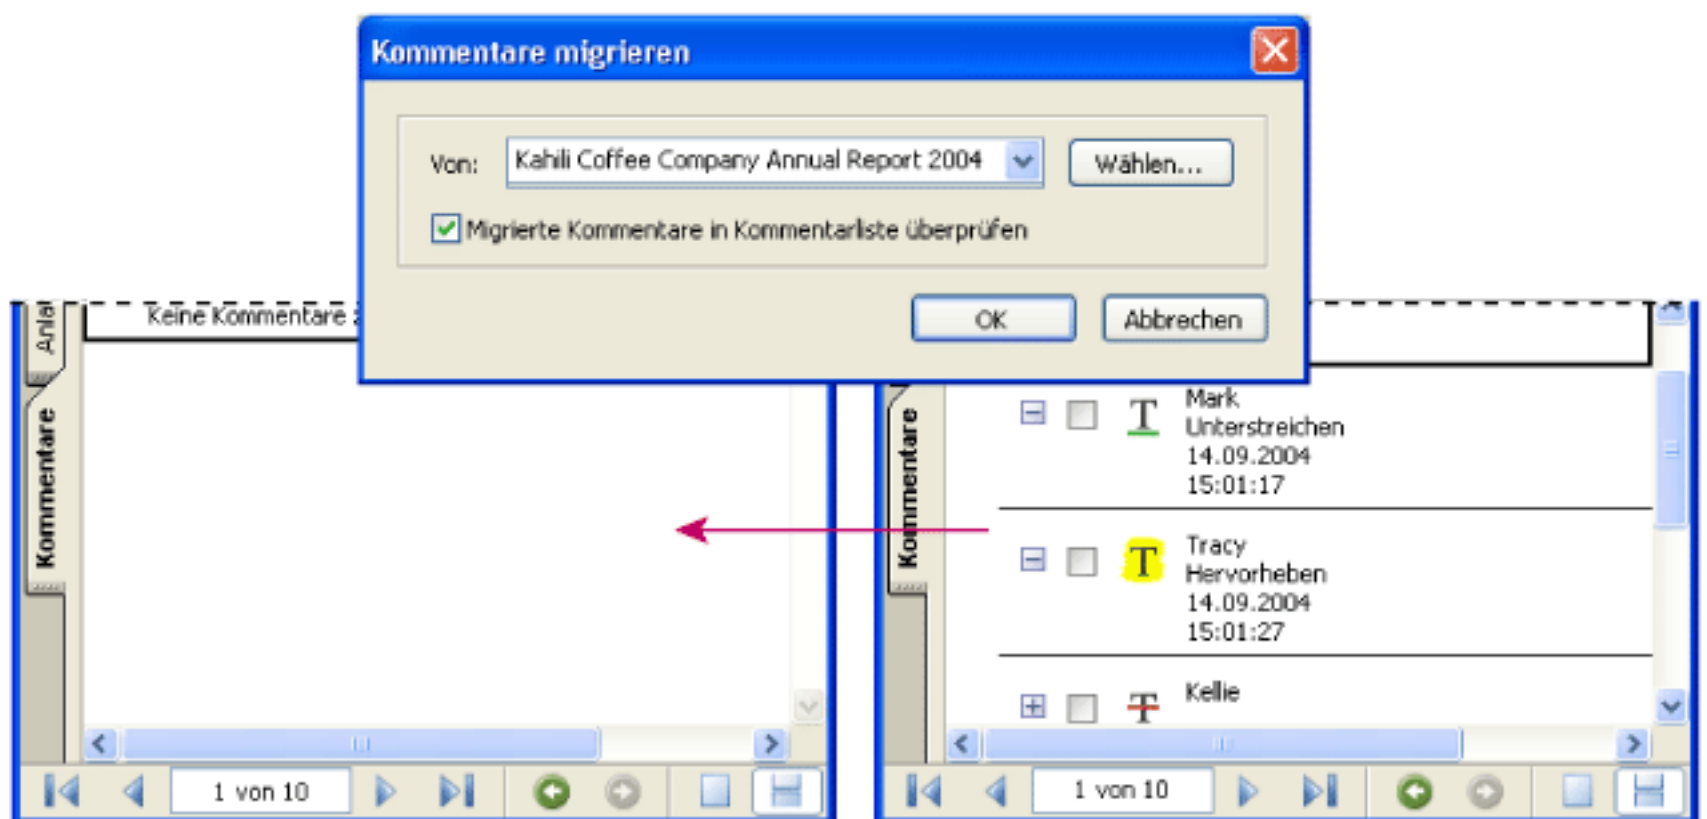 Kommentare migrieren
Von: Kahili Coffee Company Annual Report 2004 Wählen...
Migrierte Kommentare in Kommentarliste überprüfen
OK Abbrechen
Keine Kommentare
Kommentare
1 von 10
Kommentare
Mark
Unterstreichen
14.09.2004
15:01:17
T
Tracy
Hervorheben
14.09.2004
15:01:27
T
Kellie
T
1 von 10